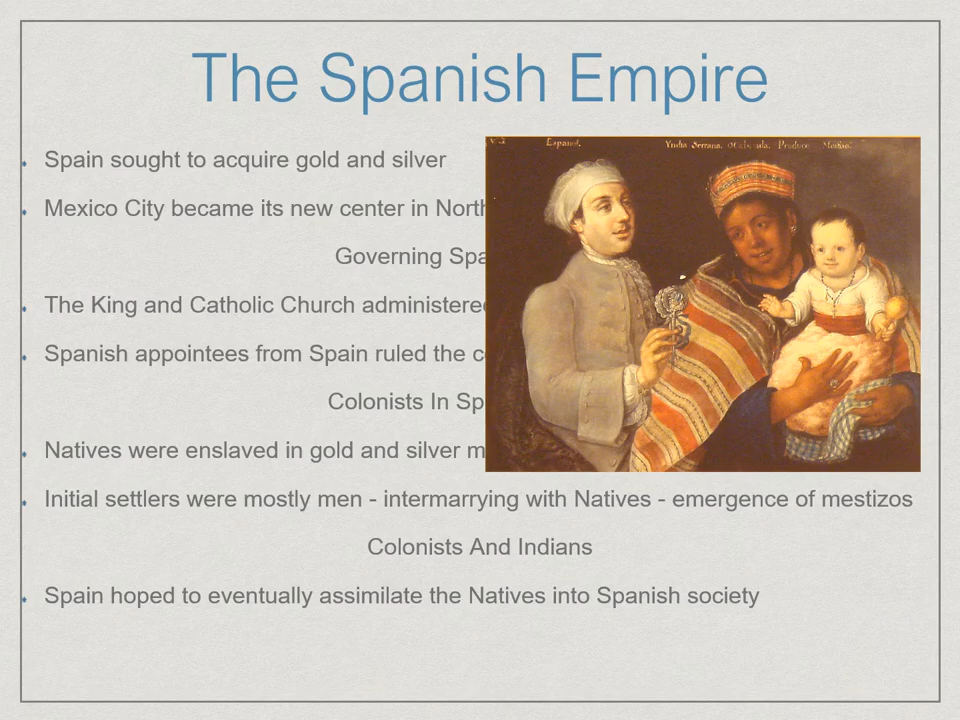 The Spanish Empire
Spain sought to acquire gold and silver
Mexico City became its new center in North
Governing Spa
The King and Catholic Church administered
Spanish appointees from Spain ruled the c
Colonists In Sp
Natives were enslaved in gold and silver m
Initial settlers were mostly men - intermarrying with Natives - emergence of mestizos
Colonists And Indians
Spain hoped to eventually assimilate the Natives into Spanish society
Produce